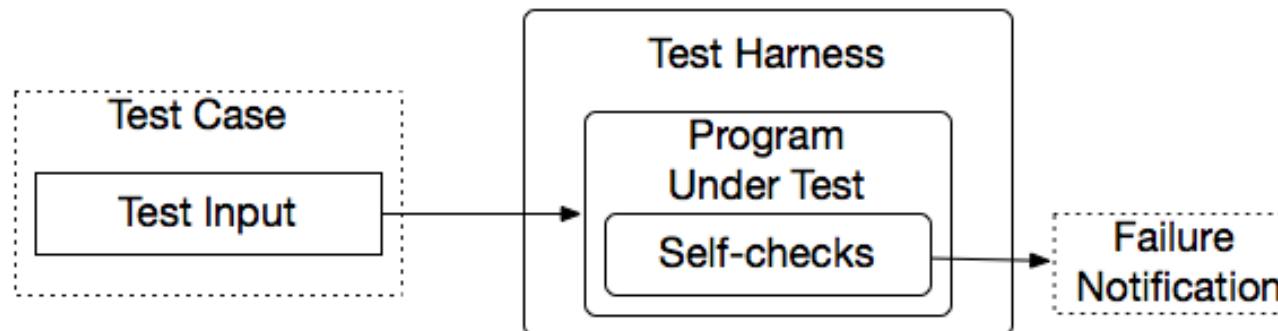 Test Case
Test Input
Test Harness
Program
Under Test
Self-checks
Failure
Notification